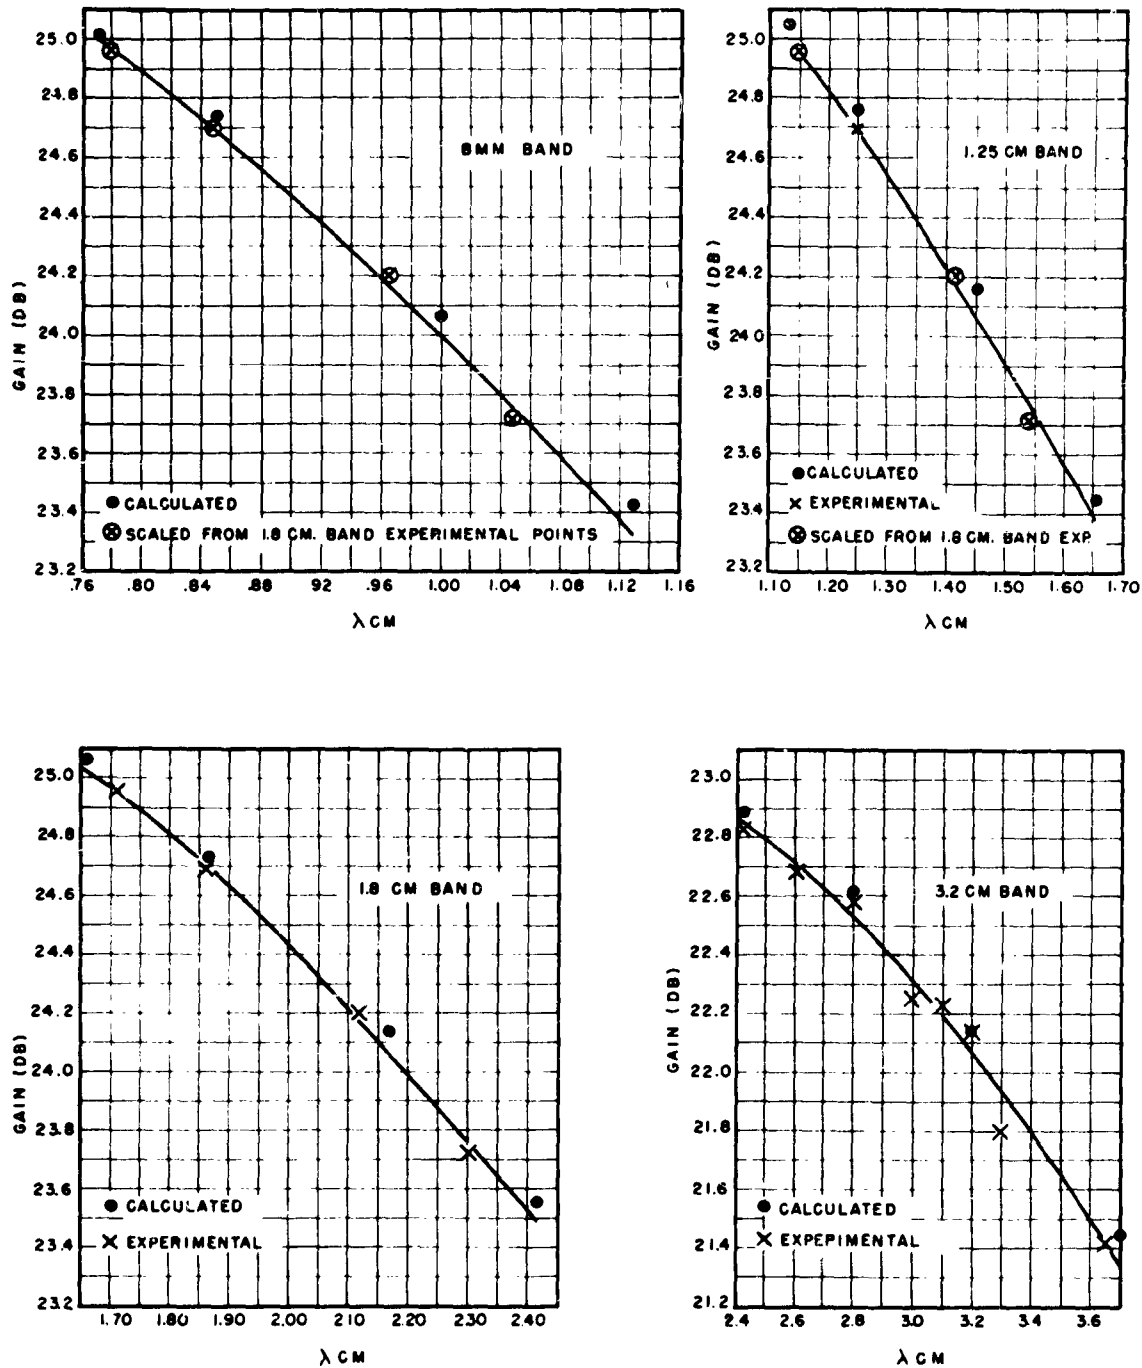 25.0
24.8
24.6
24.4
24.2
24.0
23.8
23.6
23.4
23.2
GAIN (DB)
8MM BAND
● CALCULATED
⊗ SCALED FROM 1.8 CM. BAND EXPERIMENTAL POINTS
.76 .80 .84 .88 .92 .96 1.00 1.04 1.08 1.12 1.16
λ CM
25.0
24.8
24.6
24.4
24.2
24.0
23.8
23.6
23.4
23.2
GAIN (DB)
1.25 CM BAND
● CALCULATED
× EXPERIMENTAL
⊗ SCALED FROM 1.8 CM. BAND EXP.
1.10 1.20 1.30 1.40 1.50 1.60 1.70
λ CM
25.0
24.8
24.6
24.4
24.2
24.0
23.8
23.6
23.4
23.2
GAIN (DB)
1.8 CM BAND
● CALCULATED
× EXPERIMENTAL
1.70 1.80 1.90 2.00 2.10 2.20 2.30 2.40
λ CM
23.0
22.8
22.6
22.4
22.2
22.0
21.8
21.6
21.4
21.2
GAIN (DB)
3.2 CM BAND
● CALCULATED
× EXPEPIMENTAL
2.4 2.6 2.8 3.0 3.2 3.4 3.6
λ CM